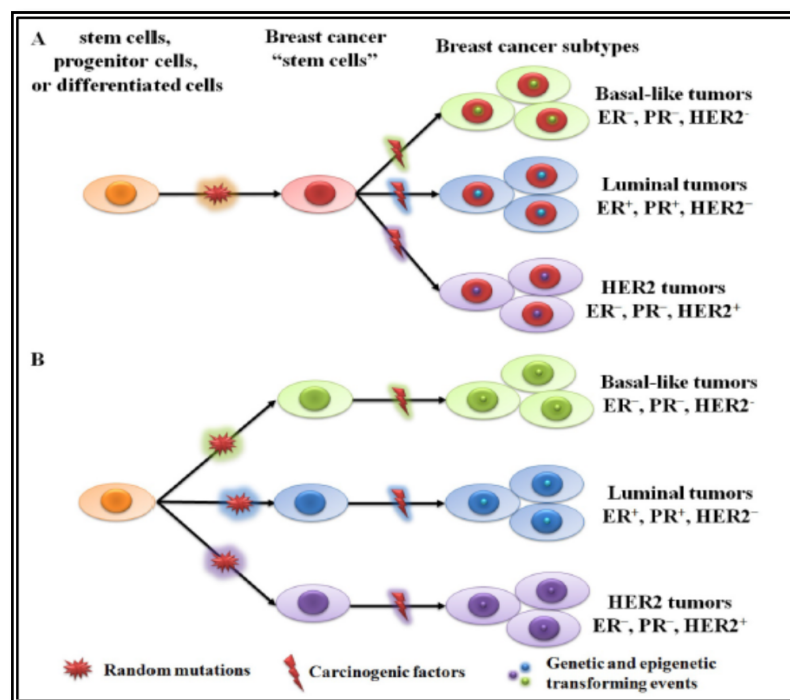 A
stem cells,
progenitor cells,
or differentiated cells
Breast cancer
“stem cells”
Breast cancer subtypes
Basal-like tumors
ER⁻, PR⁻, HER2⁻
Luminal tumors
ER⁺, PR⁺, HER2⁻
HER2 tumors
ER⁻, PR⁻, HER2⁺
B
Basal-like tumors
ER⁻, PR⁻, HER2⁻
Luminal tumors
ER⁺, PR⁺, HER2⁻
HER2 tumors
ER⁻, PR⁻, HER2⁺
Random mutations
Carcinogenic factors
Genetic and epigenetic
transforming events